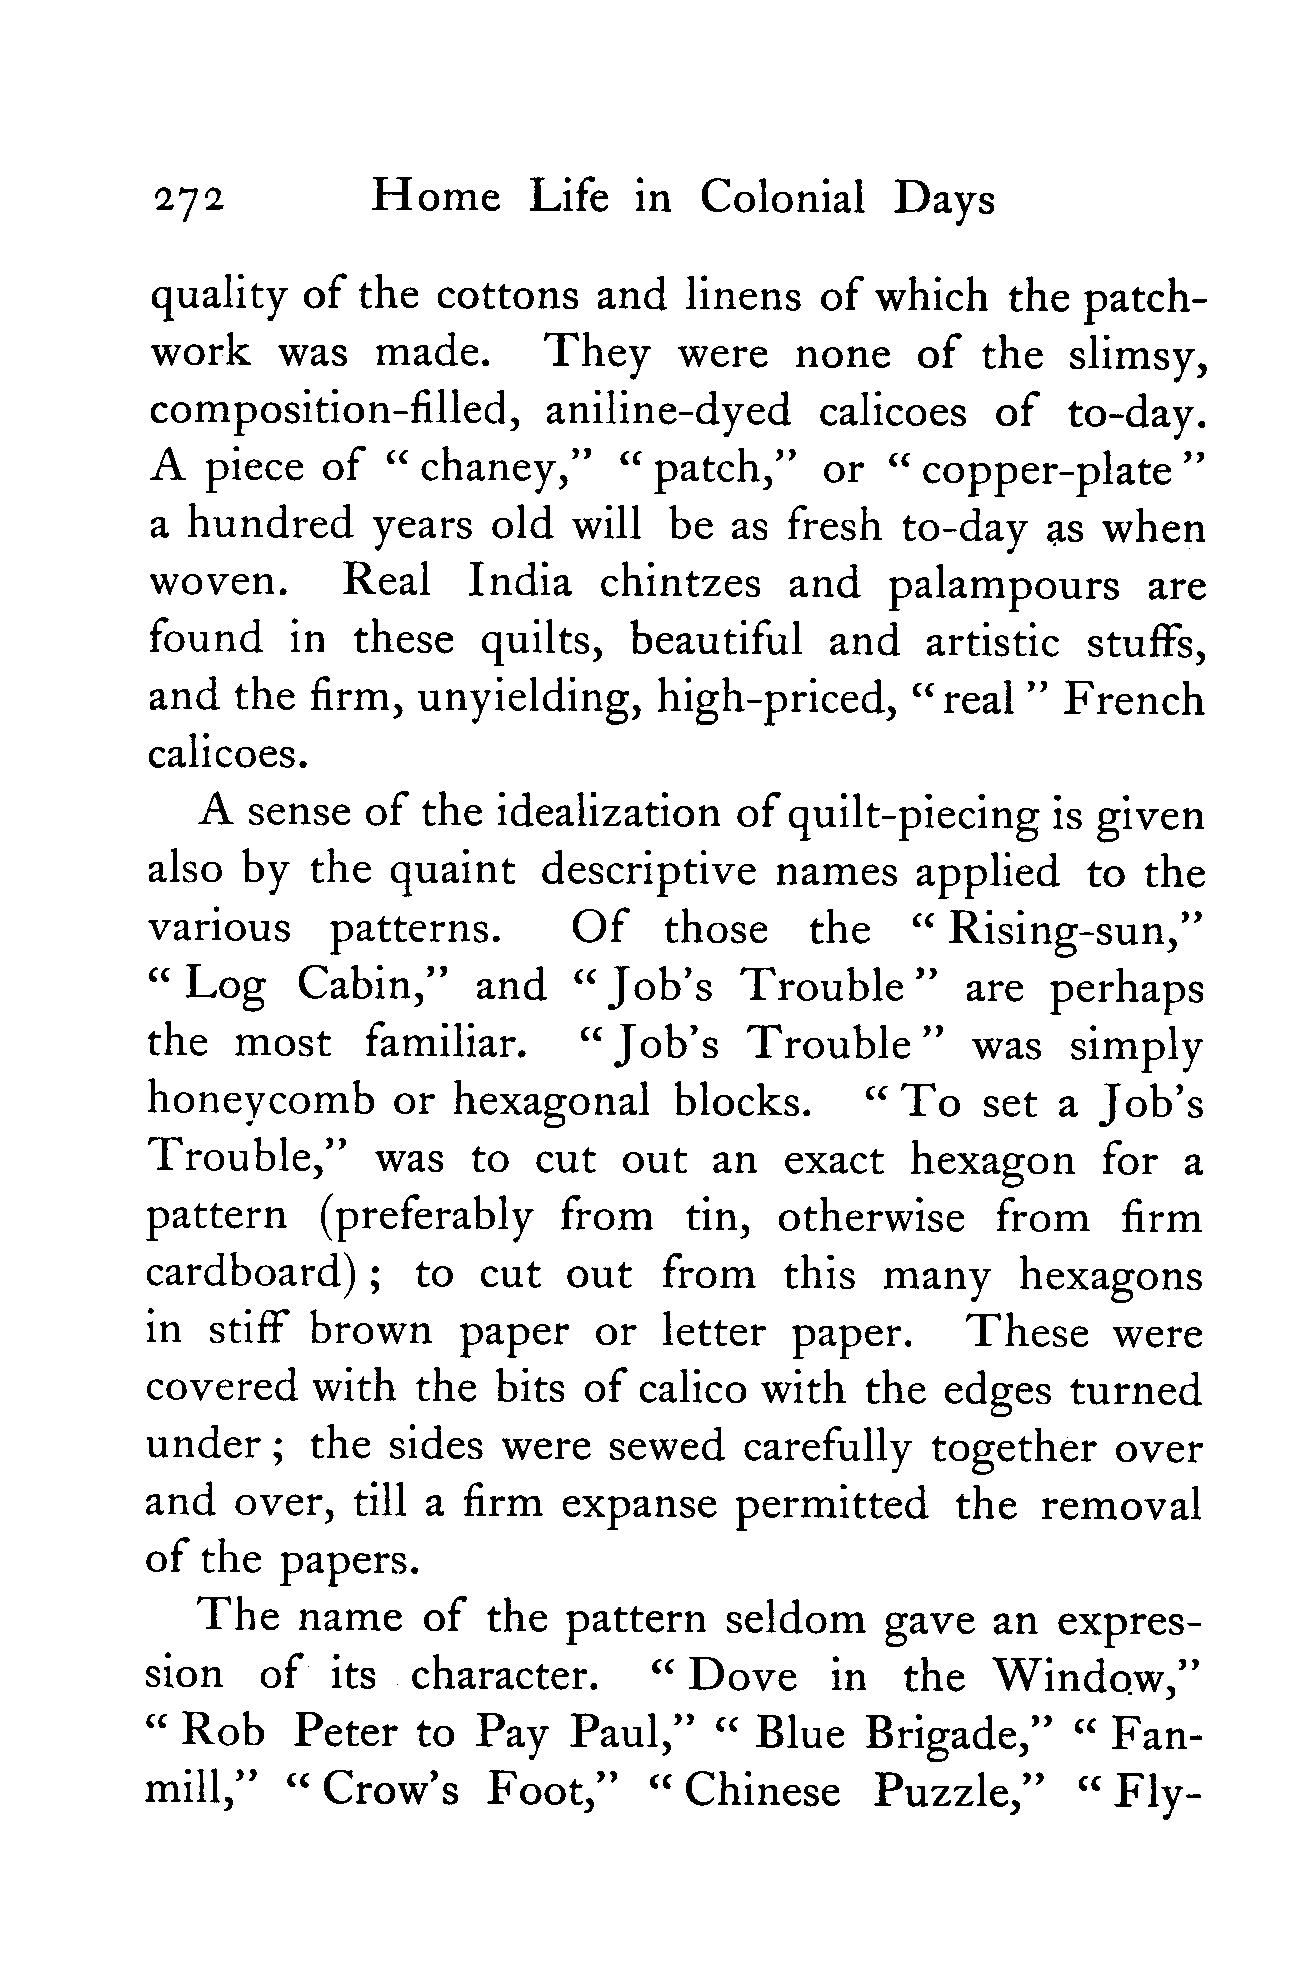 272 Home Life in Colonial Days
quality of the cottons and linens of which the patch-
work was made. They were none of the slimsy,
composition-filled, aniline-dyed calicoes of to-day.
A piece of “chaney,” “patch,” or “copper-plate”
a hundred years old will be as fresh to-day as when
woven. Real India chintzes and palampours are
found in these quilts, beautiful and artistic stuffs,
and the firm, unyielding, high-priced, “real” French
calicoes.
A sense of the idealization of quilt-piecing is given
also by the quaint descriptive names applied to the
various patterns. Of those the “Rising-sun,”
“Log Cabin,” and “Job’s Trouble” are perhaps
the most familiar. “Job’s Trouble” was simply
honeycomb or hexagonal blocks. “To set a Job’s
Trouble,” was to cut out an exact hexagon for a
pattern (preferably from tin, otherwise from firm
cardboard); to cut out from this many hexagons
in stiff brown paper or letter paper. These were
covered with the bits of calico with the edges turned
under; the sides were sewed carefully together over
and over, till a firm expanse permitted the removal
of the papers.
The name of the pattern seldom gave an expres-
sion of its character. “Dove in the Window,”
“Rob Peter to Pay Paul,” “Blue Brigade,” “Fan-
mill,” “Crow’s Foot,” “Chinese Puzzle,” “Fly-